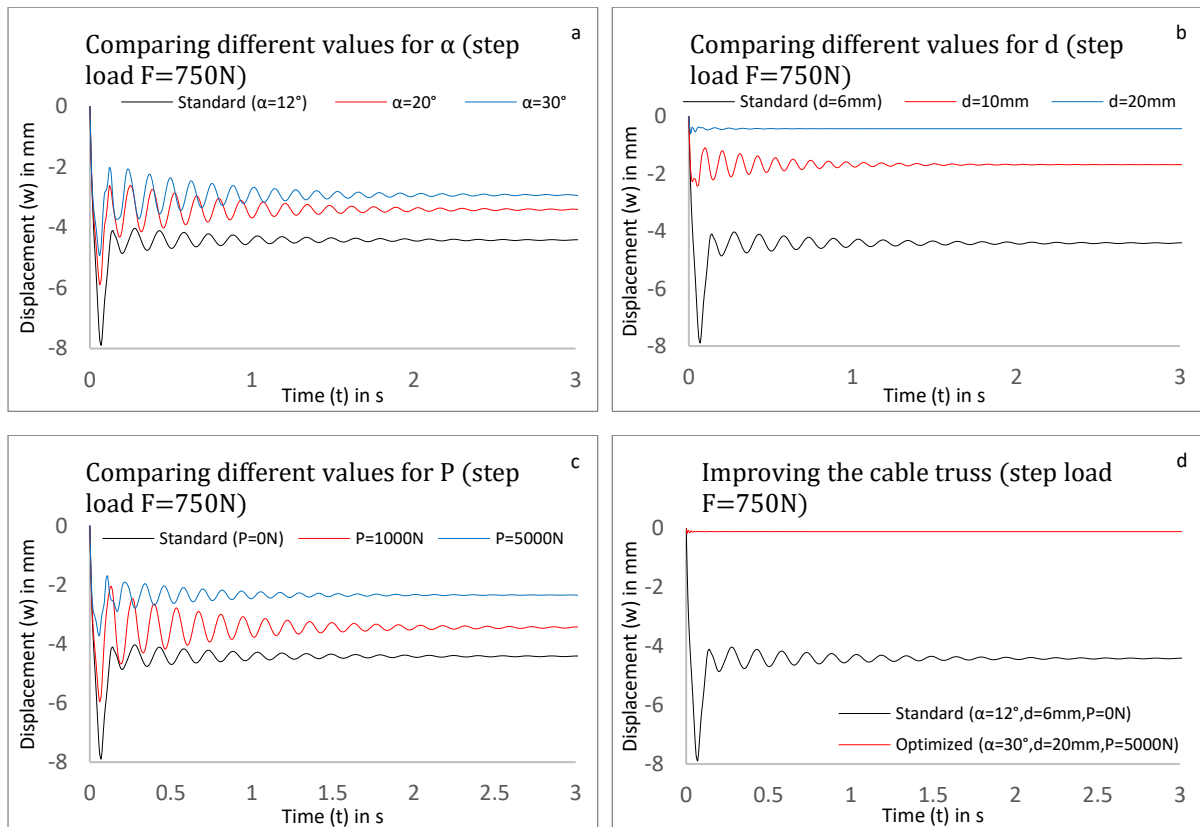 a
Comparing different values for α (step
load F=750N)
Standard (α=12°) α=20° α=30°
0
-2
-4
-6
-8
Displacement (w) in mm
0 1 2 3
Time (t) in s
b
Comparing different values for d (step
load F=750N)
Standard (d=6mm) d=10mm d=20mm
0
-2
-4
-6
-8
Displacement (w) in mm
0 1 2 3
Time (t) in s
c
Comparing different values for P (step
load F=750N)
Standard (P=0N) P=1000N P=5000N
0
-2
-4
-6
-8
Displacement (w) in mm
0 0.5 1 1.5 2 2.5 3
Time (t) in s
d
Improving the cable truss (step load
F=750N)
0
-2
-4
-6
-8
Displacement (w) in mm
Standard (α=12°,d=6mm,P=0N)
Optimized (α=30°,d=20mm,P=5000N)
0 0.5 1 1.5 2 2.5 3
Time (t) in s